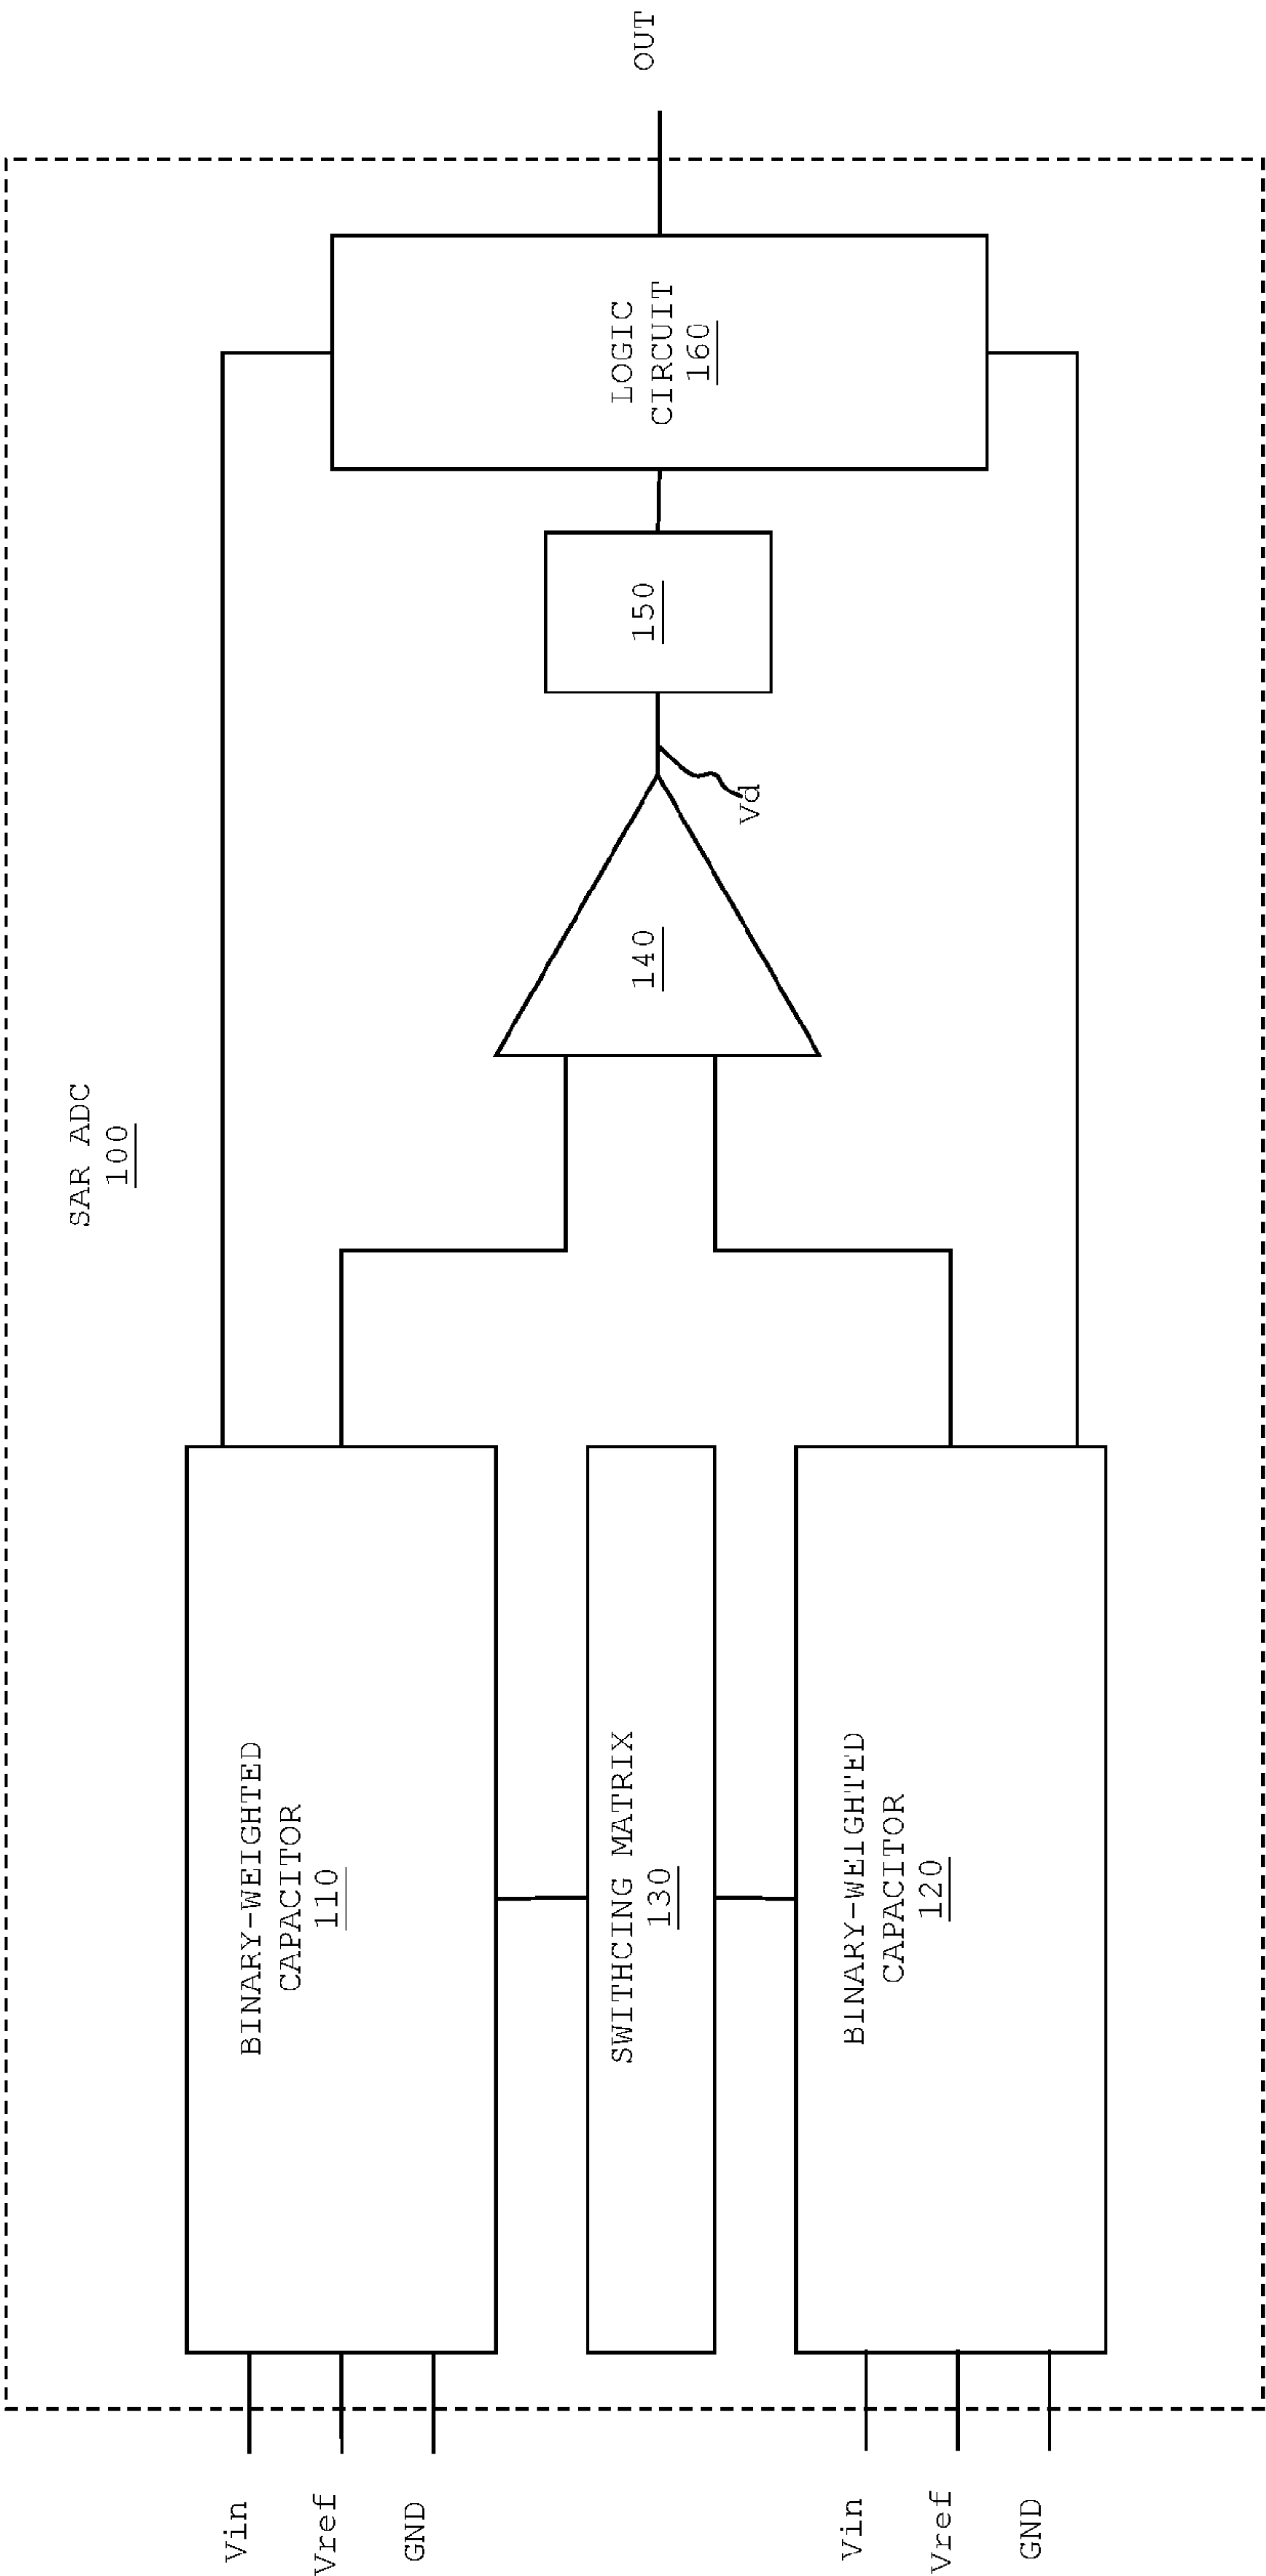 SAR ADC
100
Vin
Vref
GND
BINARY-WEIGHTED
CAPACITOR
110
SWITHCING MATRIX
130
Vin
Vref
GND
BINARY-WEIGHTED
CAPACITOR
120
140
Vd
150
LOGIC
CIRCUIT
160
OUT